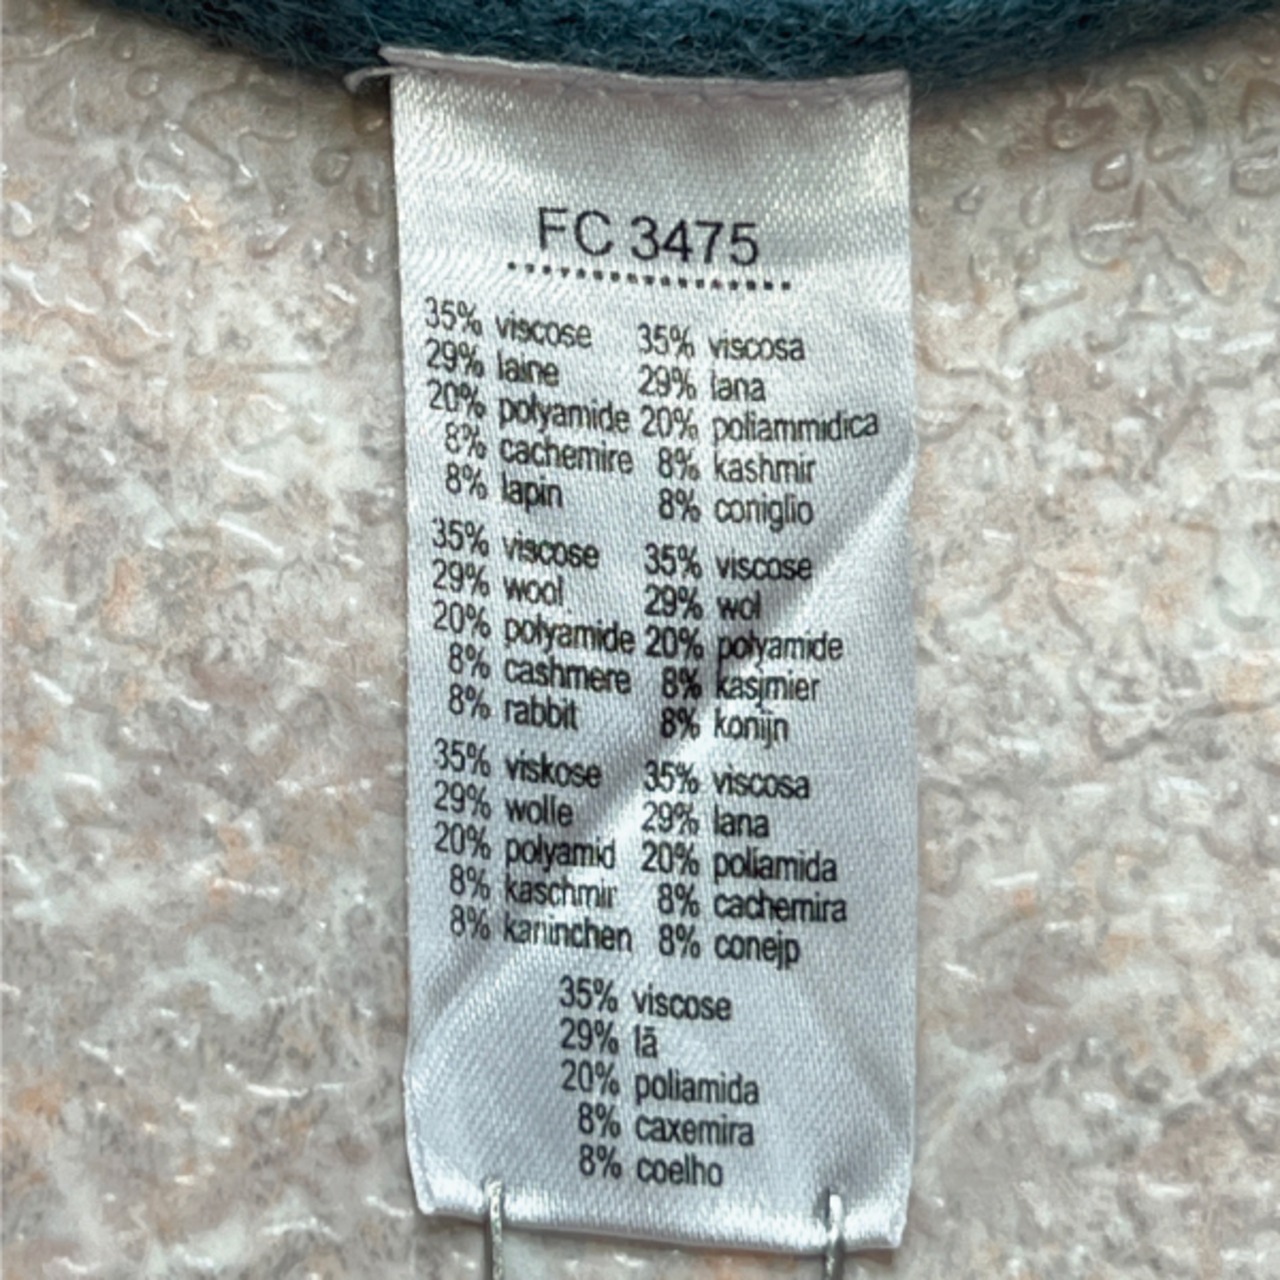 FC 3475
35% viscose
29% laine
20% polyamide
8% cachemire
8% lapin
35% viscosa
29% lana
20% poliammidica
8% kashmir
8% coniglio
35% viscose
29% wool
20% polyamide
8% cashmere
8% rabbit
35% viscose
29% wol
20% polyamide
8% kasjmier
8% konijn
35% viskose
29% wolle
20% polyamid
8% kaschmir
8% kaninchen
35% viscosa
29% lana
20% poliamida
8% cachemira
8% conejp
35% viscose
29% lã
20% poliamida
8% caxemira
8% coelho